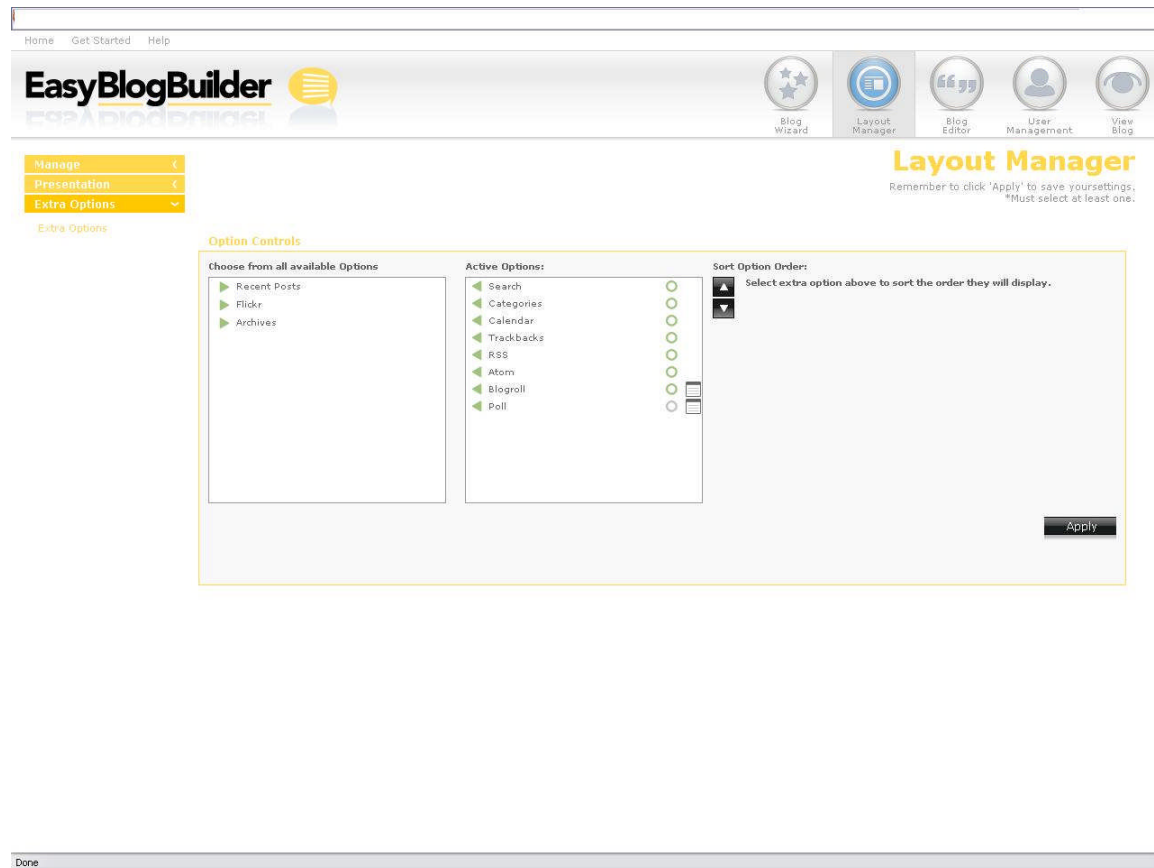 Home Get Started Help
EasyBlogBuilder
Blog Wizard
Layout Manager
Blog Editor
User Management
View Blog
Manage
Presentation
Extra Options
Extra Options
Layout Manager
Remember to click 'Apply' to save yoursettings.
*Must select at least one.
Option Controls
Choose from all available Options
Recent Posts
Flickr
Archives
Active Options:
Search
Categories
Calendar
Trackbacks
RSS
Atom
Blogroll
Poll
Sort Option Order:
Select extra option above to sort the order they will display.
Apply
Done